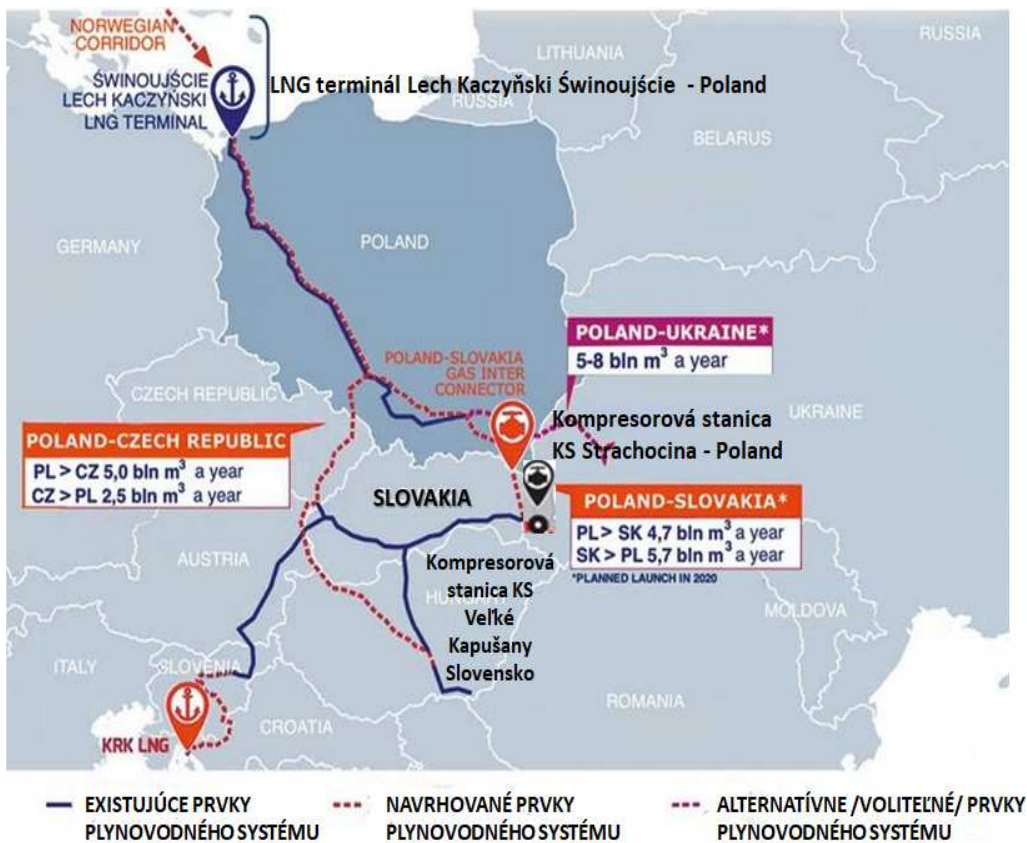 NORWEGIAN
CORRIDOR
ŚWINOUJŚCIE
LECH KACZYŃSKI
LNG TERMINAL
LNG terminál Lech Kaczyňski Świnoujście - Poland
LITHUANIA
RUSSIA
RUSSIA
BELARUS
GERMANY
POLAND
POLAND-SLOVAKIA
GAS INTER
CONNECTOR
POLAND-UKRAINE*
5-8 bln m³ a year
CZECH REPUBLIC
UKRAINE
Kompresorová stanica
KS Strachocina - Poland
POLAND-CZECH REPUBLIC
PL > CZ 5,0 bln m³ a year
CZ > PL 2,5 bln m³ a year
SLOVAKIA
POLAND-SLOVAKIA*
PL> SK 4,7 bln m³ a year
SK> PL 5,7 bln m³ a year
*PLANNED LAUNCH IN 2020
AUSTRIA
Kompresorová
stanica KS
Veľké
Kapušany
Slovensko
HUNGARY
MOLDOVA
ITALY
SLOVENIA
ROMANIA
CROATIA
KRK LNG
EXISTUJÚCE PRVKY
PLYNOVODNÉHO SYSTÉMU
NAVRHOVANÉ PRVKY
PLYNOVODNÉHO SYSTÉMU
ALTERNATÍVNE /VOLITEĽNÉ/ PRVKY
PLYNOVODNÉHO SYSTÉMU